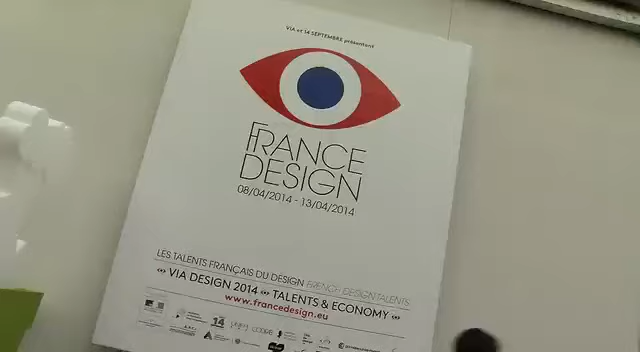 VIA et 14 SEPTEMBRE présentent
FRANCE
DESIGN
08/04/2014 - 13/04/2014
LES TALENTS FRANÇAIS DU DESIGN FRENCH DESIGN TALENTS
VIA DESIGN 2014 TALENTS & ECONOMY
www.francedesign.eu
14